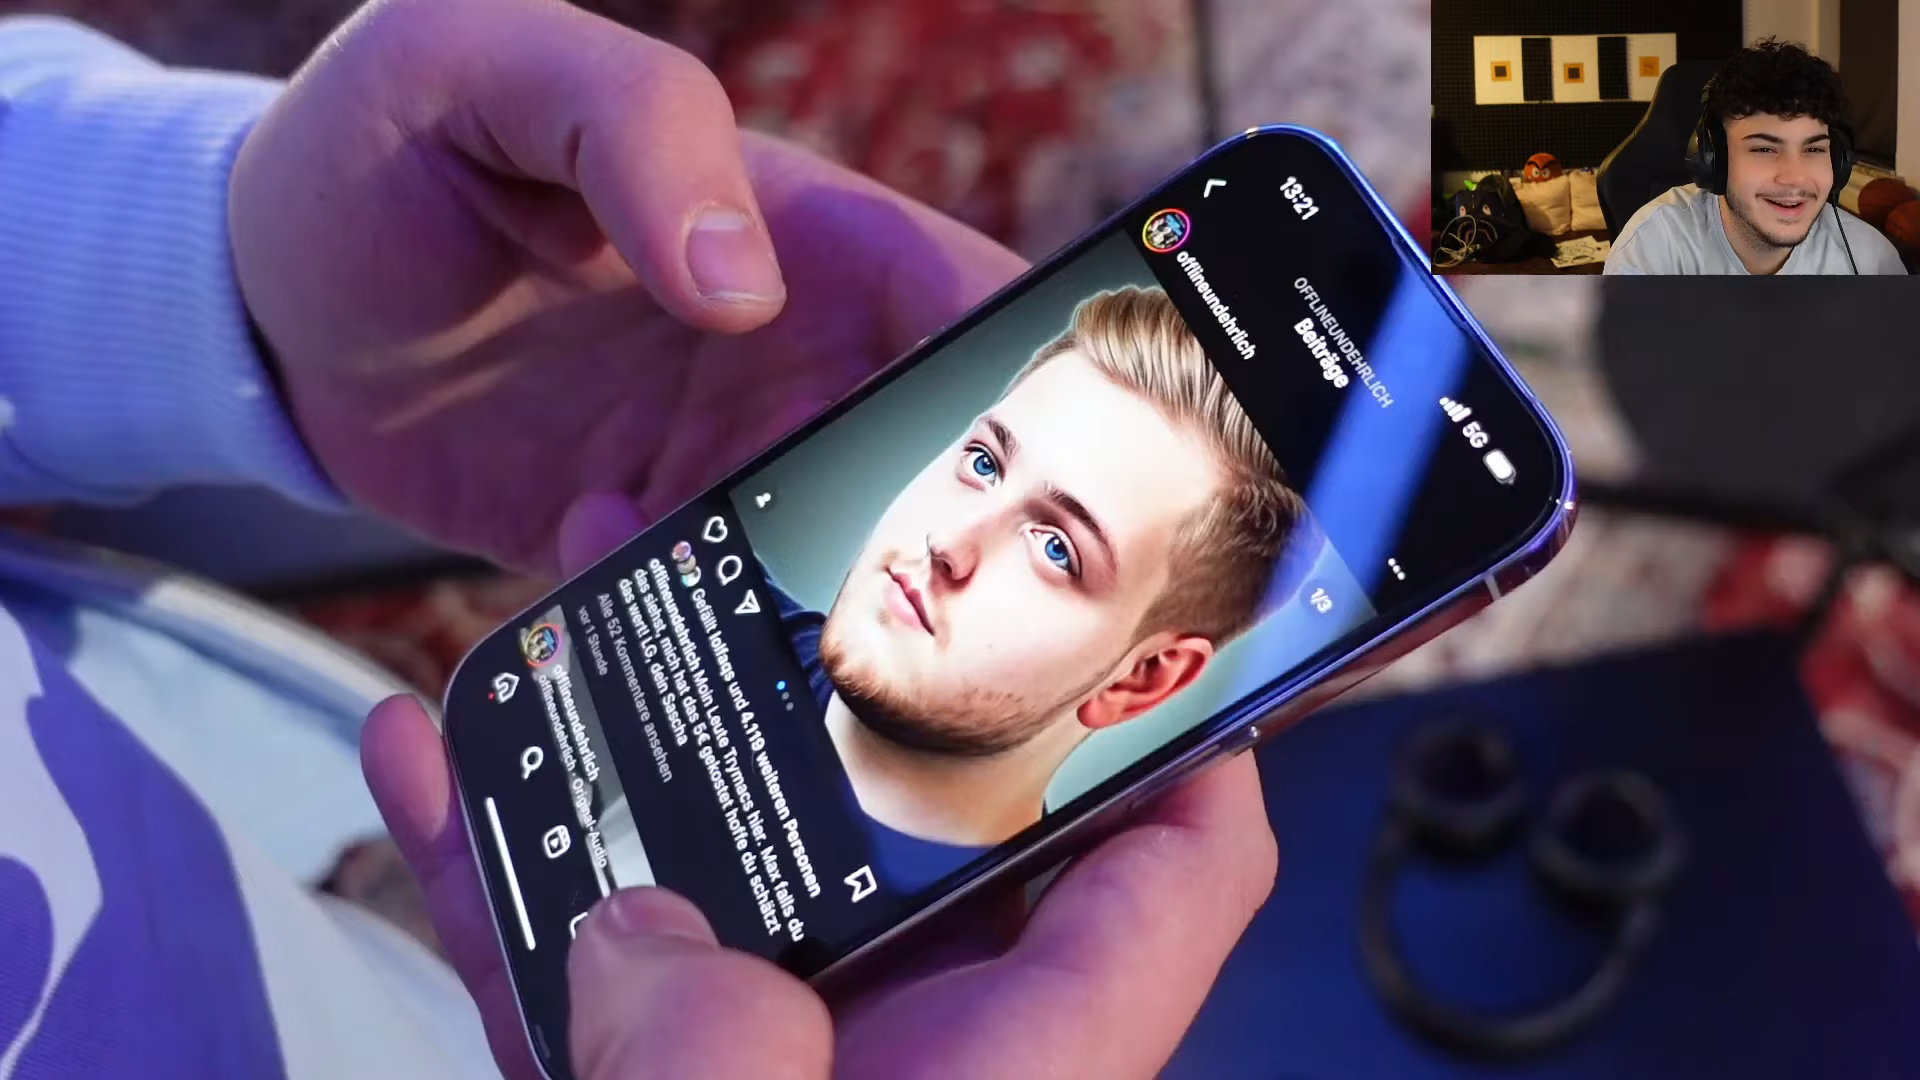 13:21
5G
OFFLINEUNDEHRLICH
Beiträge
offlineundehrlich
1/3
Gefällt lolfaqs und 4.119 weiteren Personen
offlineundehrlich Moin Leute Trymacs hier. Max falls du
das siehst, mich hat das 5€ gekostet hoffe du schätzt
das wert! LG, dein Sascha
Alle 52 Kommentare ansehen
vor 1 Stunde
offlineundehrlich
offlineundehrlich · Original-Audio